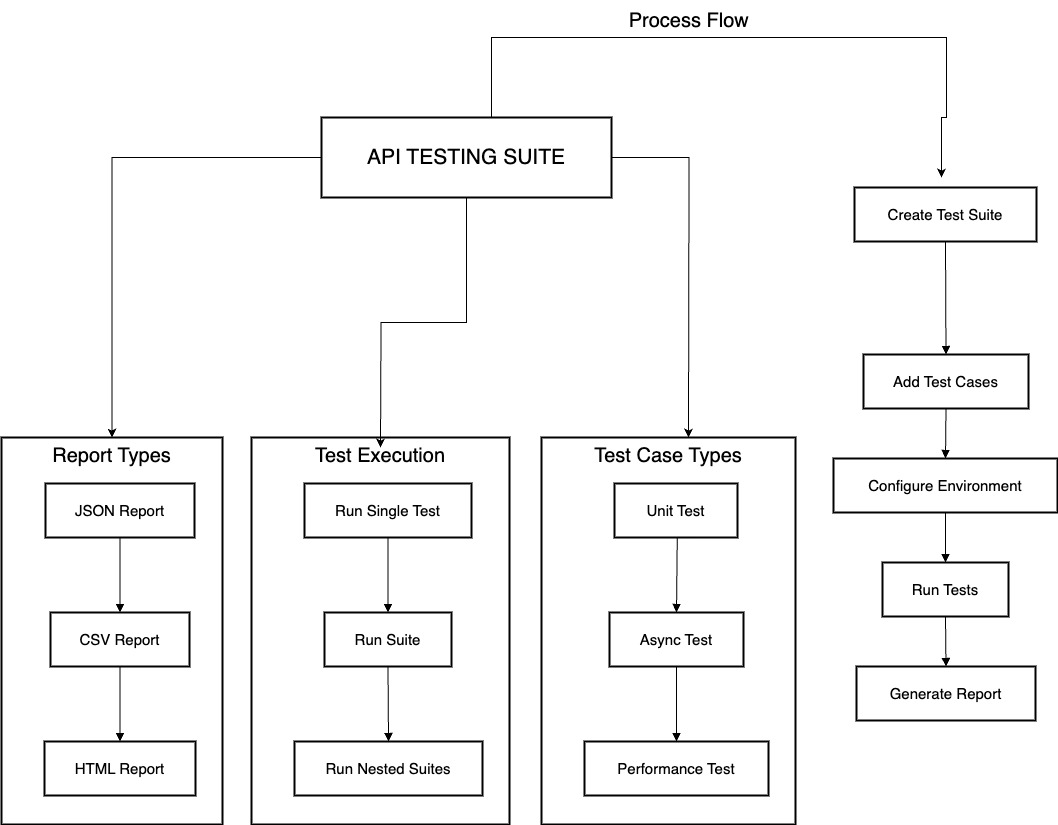 Process Flow
API TESTING SUITE
Create Test Suite
Add Test Cases
Configure Environment
Run Tests
Generate Report
Report Types
JSON Report
CSV Report
HTML Report
Test Execution
Run Single Test
Run Suite
Run Nested Suites
Test Case Types
Unit Test
Async Test
Performance Test